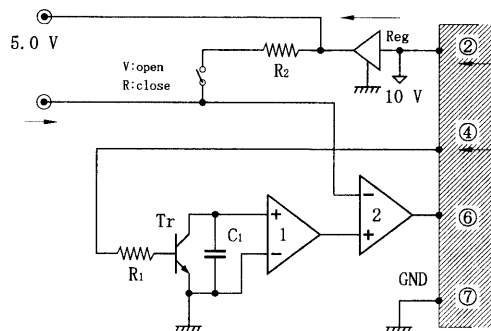 5.0 V
Reg
②
R₂
V:open
R:close
10 V
④
Tr
+
C₁
1
−
−
2
+
⑥
R₁
GND
⑦